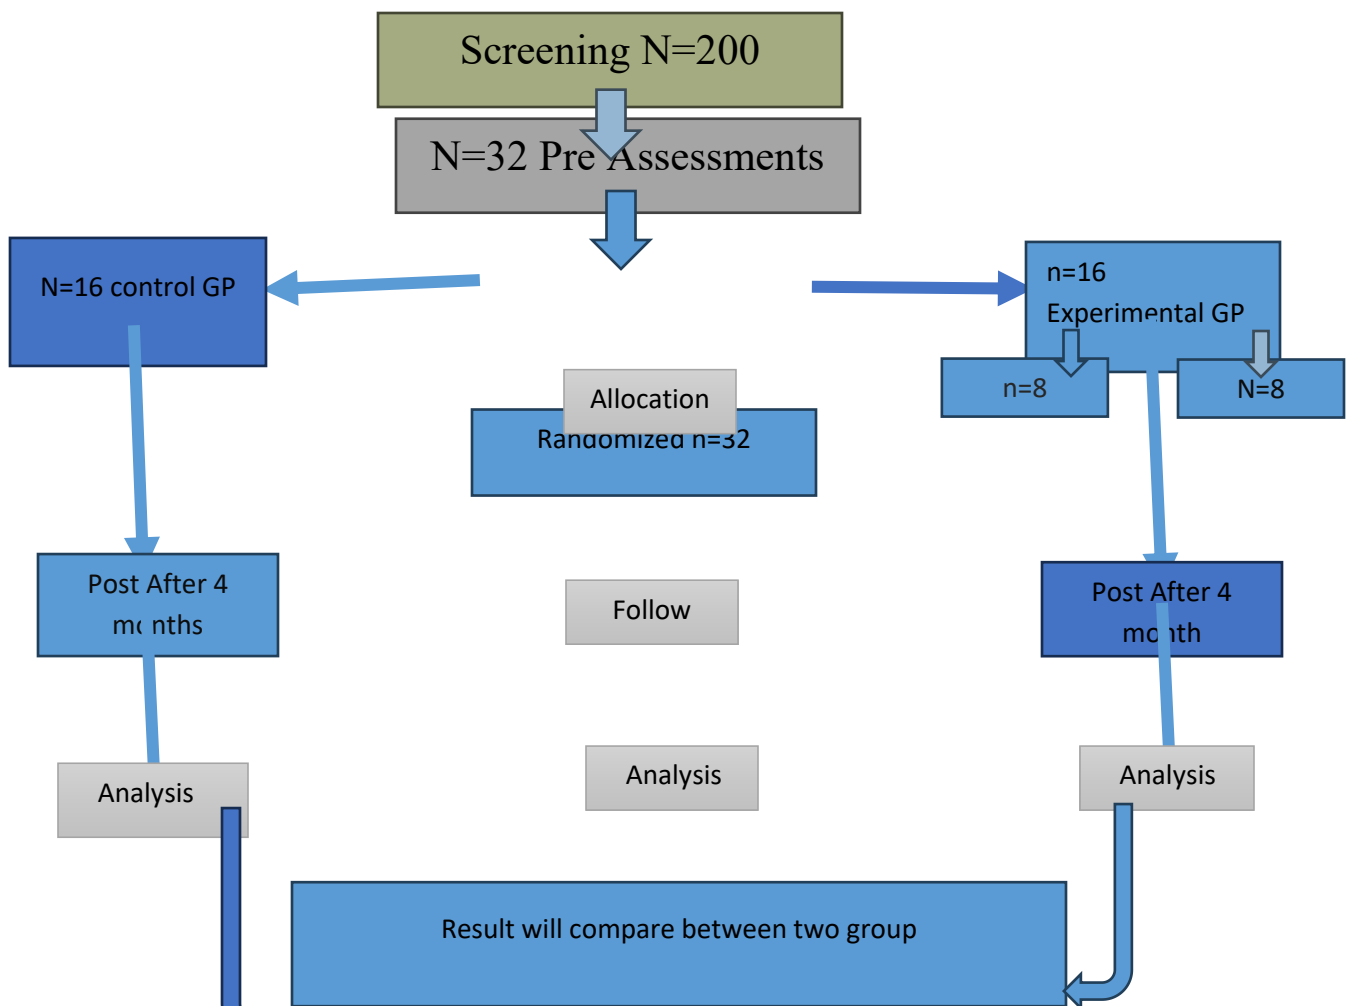 Screening N=200
N=32 Pre Assessments
N=16 control GP
n=16
Experimental GP
n=8
N=8
Allocation
Randomized n=32
Post After 4
months
Follow
Post After 4
month
Analysis
Analysis
Analysis
Result will compare between two group